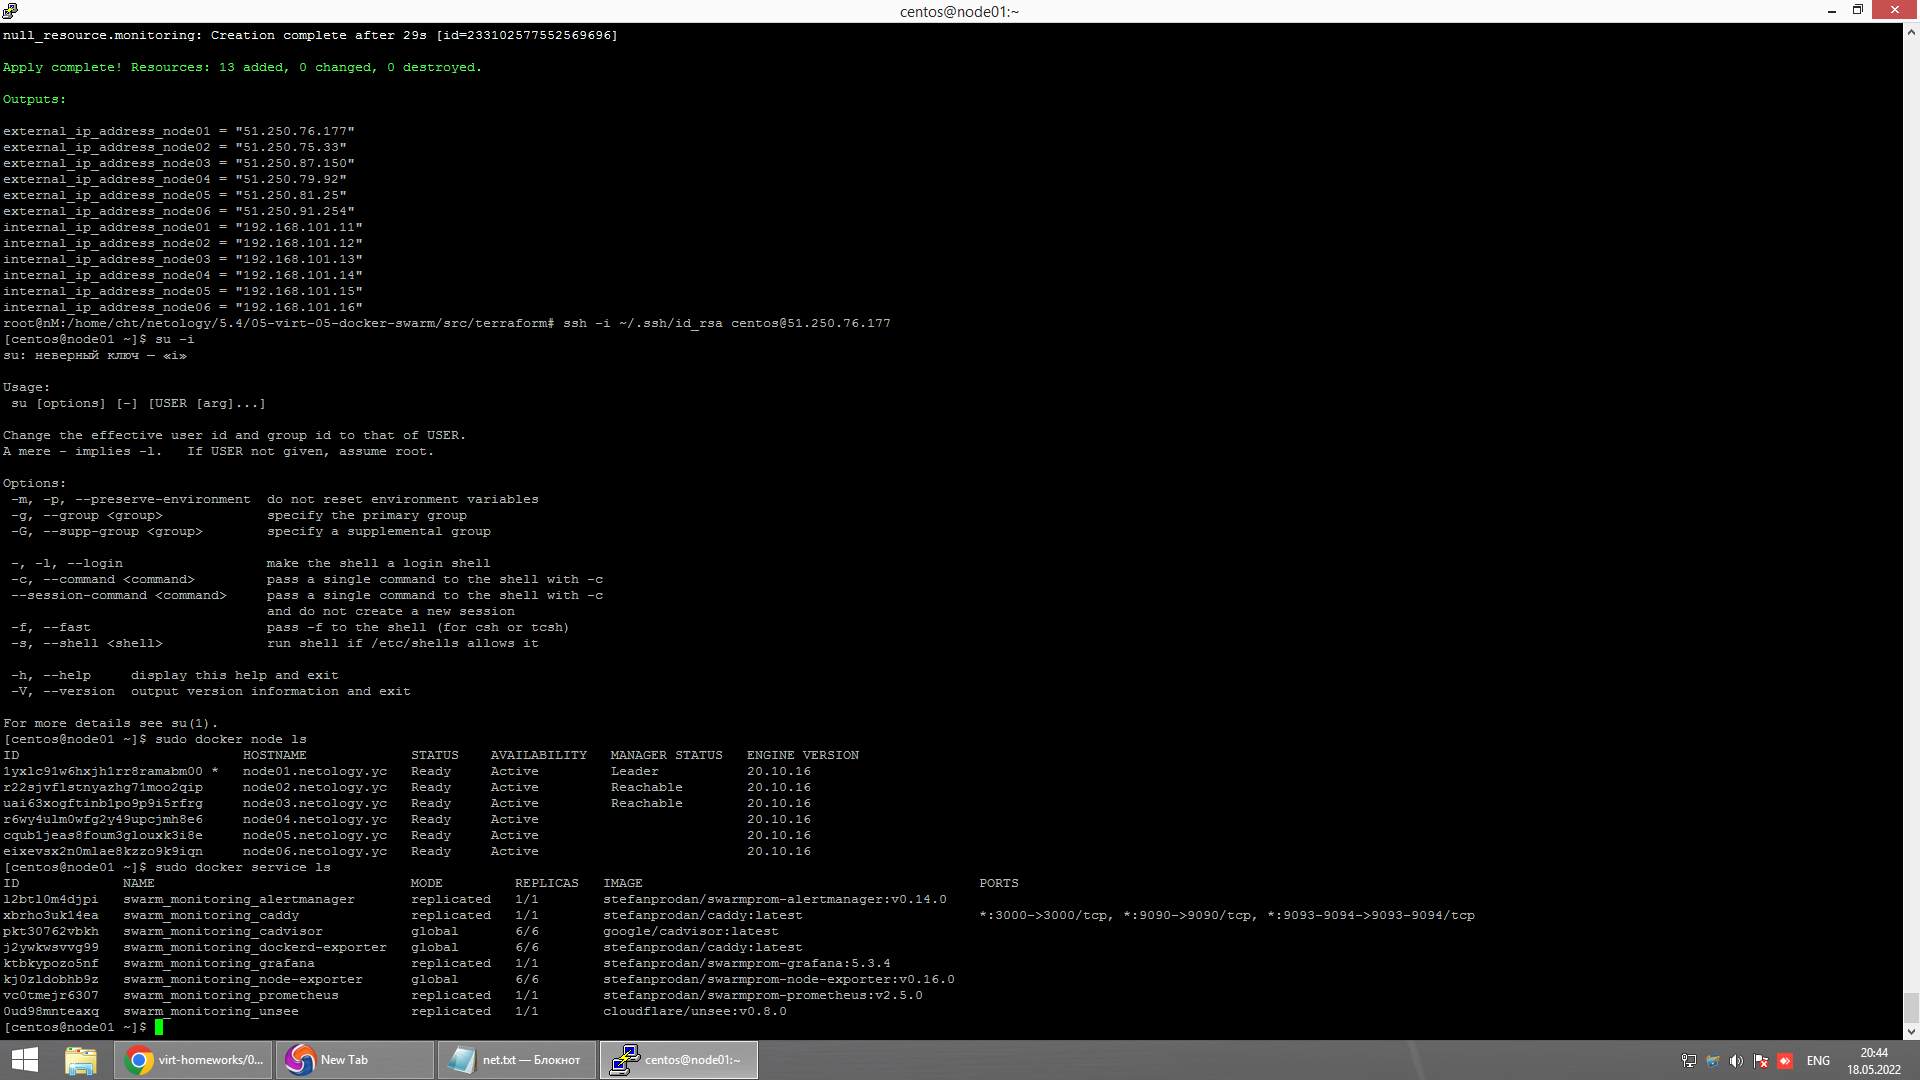 centos@node01:~
null_resource.monitoring: Creation complete after 29s [id=233102577552569696]
Apply complete! Resources: 13 added, 0 changed, 0 destroyed.
Outputs:
external_ip_address_node01 = "51.250.76.177"
external_ip_address_node02 = "51.250.75.33"
external_ip_address_node03 = "51.250.87.150"
external_ip_address_node04 = "51.250.79.92"
external_ip_address_node05 = "51.250.81.25"
external_ip_address_node06 = "51.250.91.254"
internal_ip_address_node01 = "192.168.101.11"
internal_ip_address_node02 = "192.168.101.12"
internal_ip_address_node03 = "192.168.101.13"
internal_ip_address_node04 = "192.168.101.14"
internal_ip_address_node05 = "192.168.101.15"
internal_ip_address_node06 = "192.168.101.16"
root@nM:/home/cht/netology/5.4/05-virt-05-docker-swarm/src/terraform# ssh -i ~/.ssh/id_rsa centos@51.250.76.177
[centos@node01 ~]$ su -i
su: неверный ключ — «i»
Usage:
 su [options] [-] [USER [arg]...]
Change the effective user id and group id to that of USER.
A mere - implies -l.   If USER not given, assume root.
Options:
 -m, -p, --preserve-environment  do not reset environment variables
 -g, --group <group>             specify the primary group
 -G, --supp-group <group>        specify a supplemental group
 -, -l, --login                  make the shell a login shell
 -c, --command <command>         pass a single command to the shell with -c
 --session-command <command>     pass a single command to the shell with -c
                                 and do not create a new session
 -f, --fast                      pass -f to the shell (for csh or tcsh)
 -s, --shell <shell>             run shell if /etc/shells allows it
 -h, --help     display this help and exit
 -V, --version  output version information and exit
For more details see su(1).
[centos@node01 ~]$ sudo docker node ls
ID                            HOSTNAME             STATUS    AVAILABILITY   MANAGER STATUS   ENGINE VERSION
1yxlc91w6hxjh1rr8ramabm00 *   node01.netology.yc   Ready     Active         Leader           20.10.16
r22sjvflstnyazhg71moo2qip     node02.netology.yc   Ready     Active         Reachable        20.10.16
uai63xogftinb1po9p9i5rfrg     node03.netology.yc   Ready     Active         Reachable        20.10.16
r6wy4ulm0wfg2y49upcjmh8e6     node04.netology.yc   Ready     Active                          20.10.16
cqub1jeas8foum3glouxk3i8e     node05.netology.yc   Ready     Active                          20.10.16
eixevsx2n0mlae8kzzo9k9iqn     node06.netology.yc   Ready     Active                          20.10.16
[centos@node01 ~]$ sudo docker service ls
ID             NAME                                MODE         REPLICAS   IMAGE                                          PORTS
l2btl0m4djpi   swarm_monitoring_alertmanager       replicated   1/1        stefanprodan/swarmprom-alertmanager:v0.14.0
xbrho3uk14ea   swarm_monitoring_caddy              replicated   1/1        stefanprodan/caddy:latest                      *:3000->3000/tcp, *:9090->9090/tcp, *:9093-9094->9093-9094/tcp
pkt30762vbkh   swarm_monitoring_cadvisor           global       6/6        google/cadvisor:latest
j2ywkwsvvg99   swarm_monitoring_dockerd-exporter   global       6/6        stefanprodan/caddy:latest
ktbkypozo5nf   swarm_monitoring_grafana            replicated   1/1        stefanprodan/swarmprom-grafana:5.3.4
kj0zldobhb9z   swarm_monitoring_node-exporter      global       6/6        stefanprodan/swarmprom-node-exporter:v0.16.0
vc0tmejr6307   swarm_monitoring_prometheus         replicated   1/1        stefanprodan/swarmprom-prometheus:v2.5.0
0ud98mnteaxq   swarm_monitoring_unsee              replicated   1/1        cloudflare/unsee:v0.8.0
[centos@node01 ~]$
virt-homeworks/0...
New Tab
net.txt — Блокнот
centos@node01:~
ENG
20:44
18.05.2022